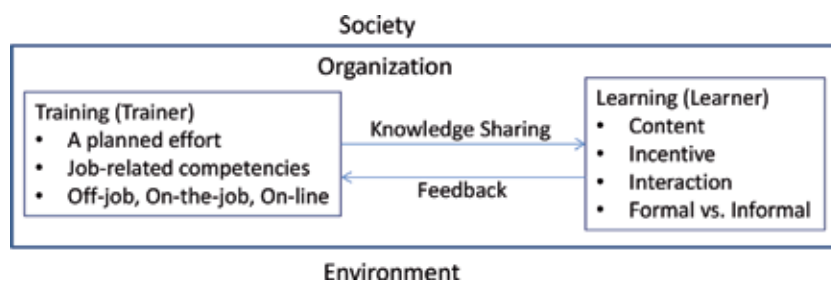 Society
Organization
Training (Trainer)
• A planned effort
• Job-related competencies
• Off-job, On-the-job, On-line
Knowledge Sharing
Feedback
Learning (Learner)
• Content
• Incentive
• Interaction
• Formal vs. Informal
Environment